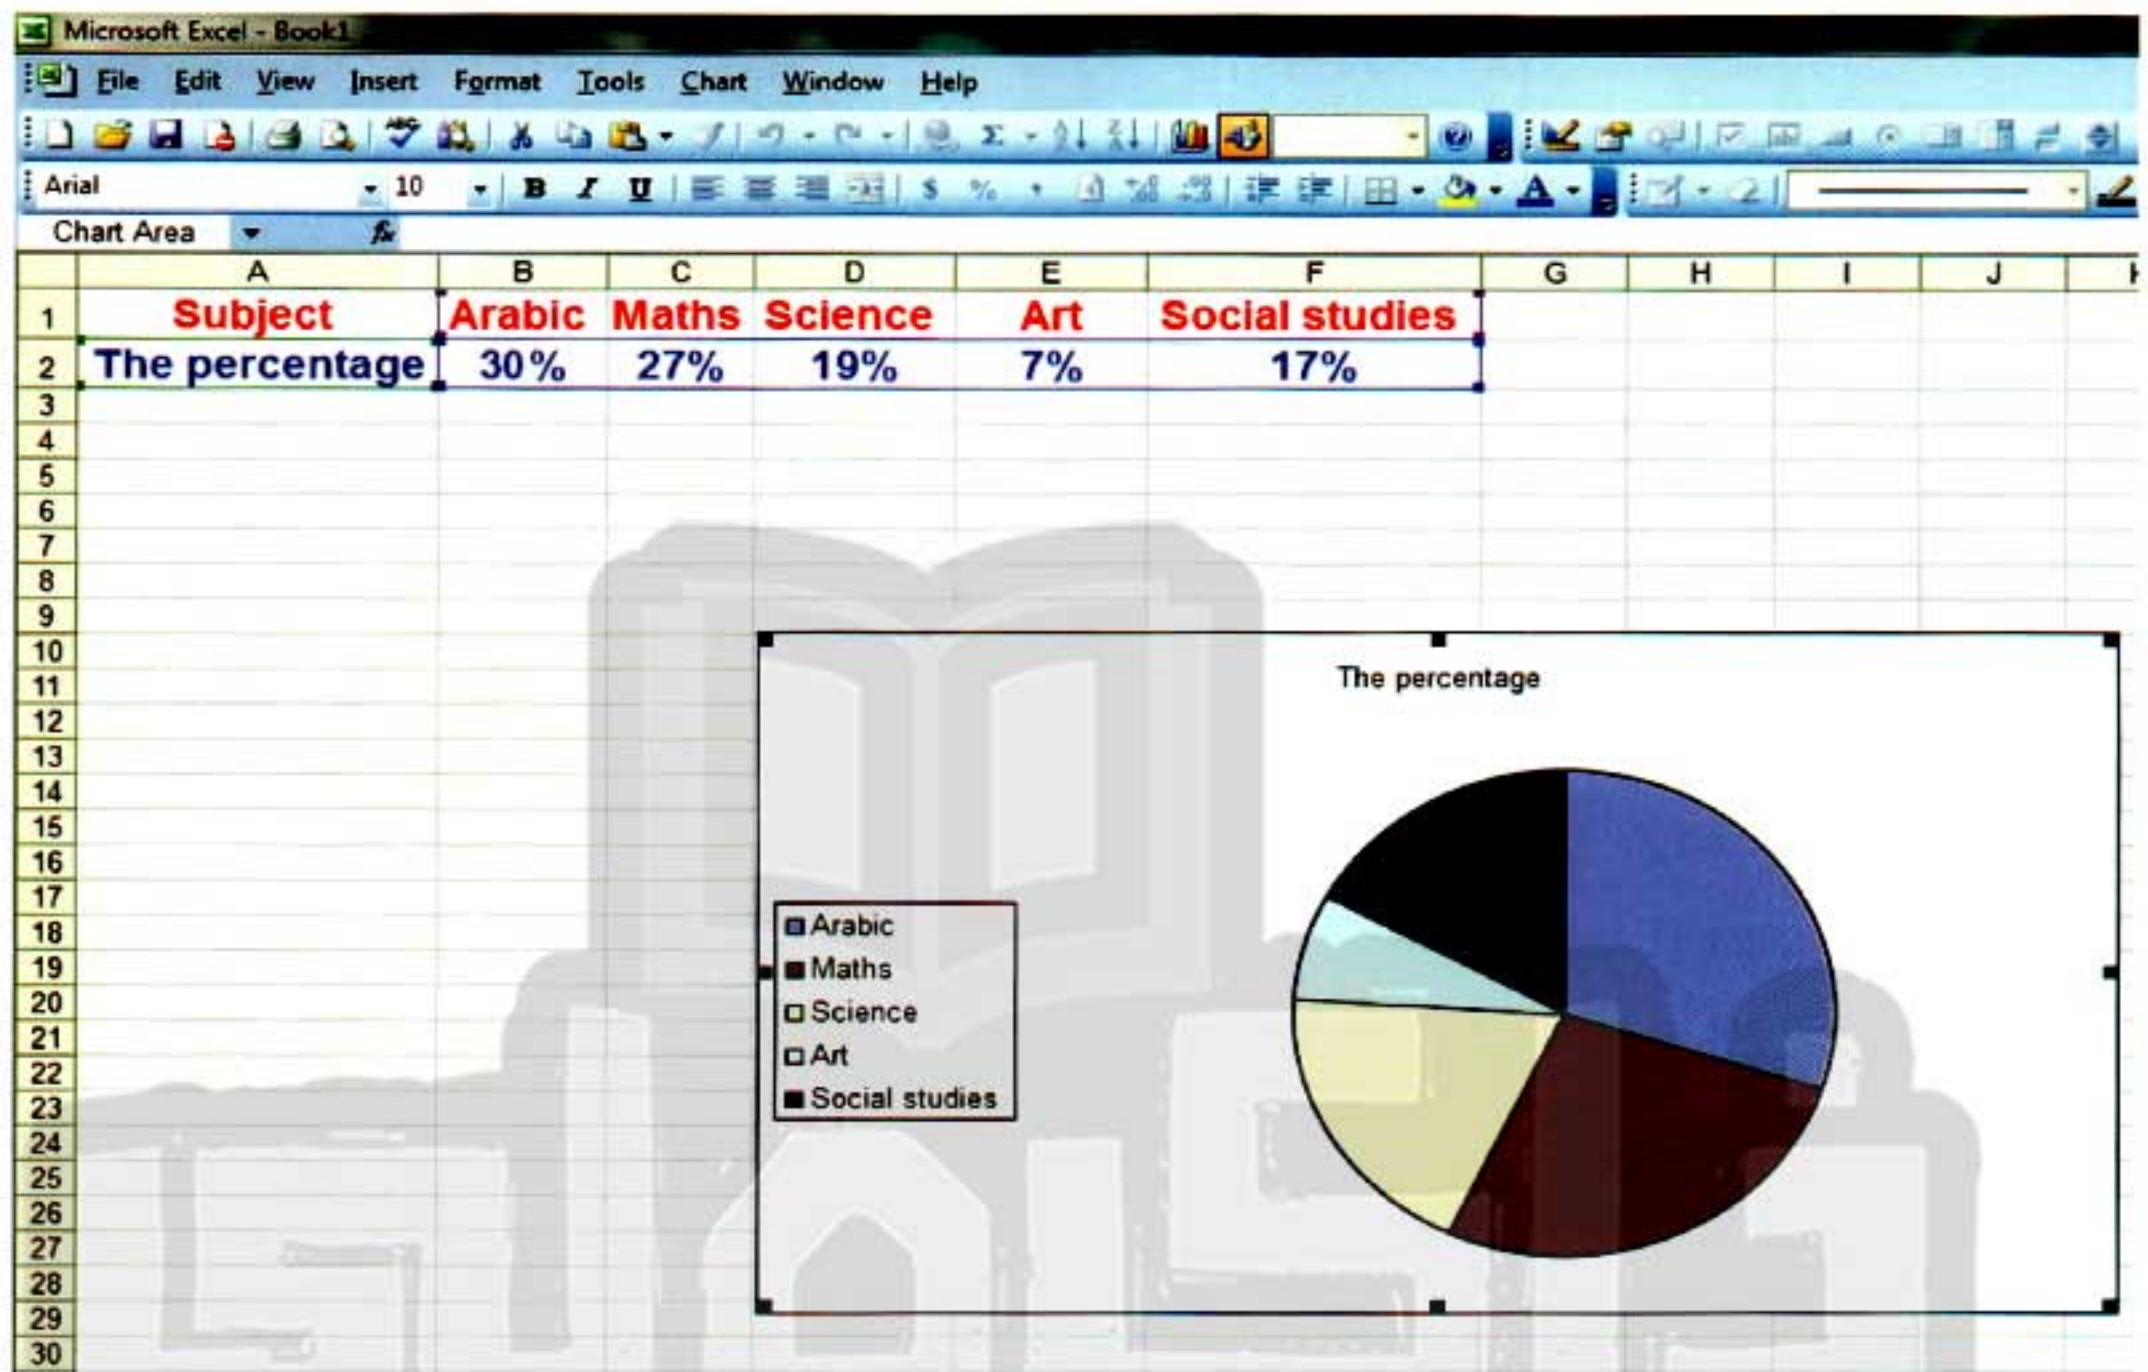 Microsoft Excel - Book1
File Edit View Insert Format Tools Chart Window Help
Arial 10 B I U $ % A
Chart Area fx
A B C D E F G H I J
1 Subject Arabic Maths Science Art Social studies
2 The percentage 30% 27% 19% 7% 17%
3
4
5
6
7
8
9
10
11 The percentage
12
13
14
15
16
17
18 Arabic
19 Maths
20 Science
21
22 Art
23 Social studies
24
25
26
27
28
29
30